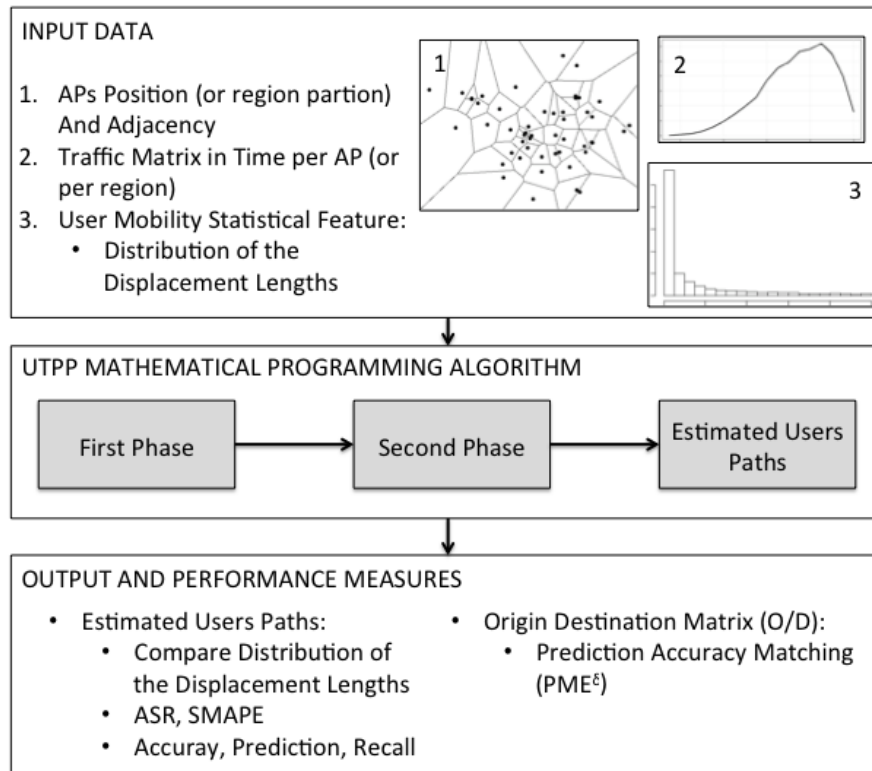 INPUT DATA
1. APs Position (or region partion)
And Adjacency
2. Traffic Matrix in Time per AP (or
per region)
3. User Mobility Statistical Feature:
• Distribution of the
Displacement Lengths
1
2
3
UTPP MATHEMATICAL PROGRAMMING ALGORITHM
First Phase
Second Phase
Estimated Users
Paths
OUTPUT AND PERFORMANCE MEASURES
• Estimated Users Paths:
• Compare Distribution of
the Displacement Lengths
• ASR, SMAPE
• Accuray, Prediction, Recall
• Origin Destination Matrix (O/D):
• Prediction Accuracy Matching
(PME^ξ)